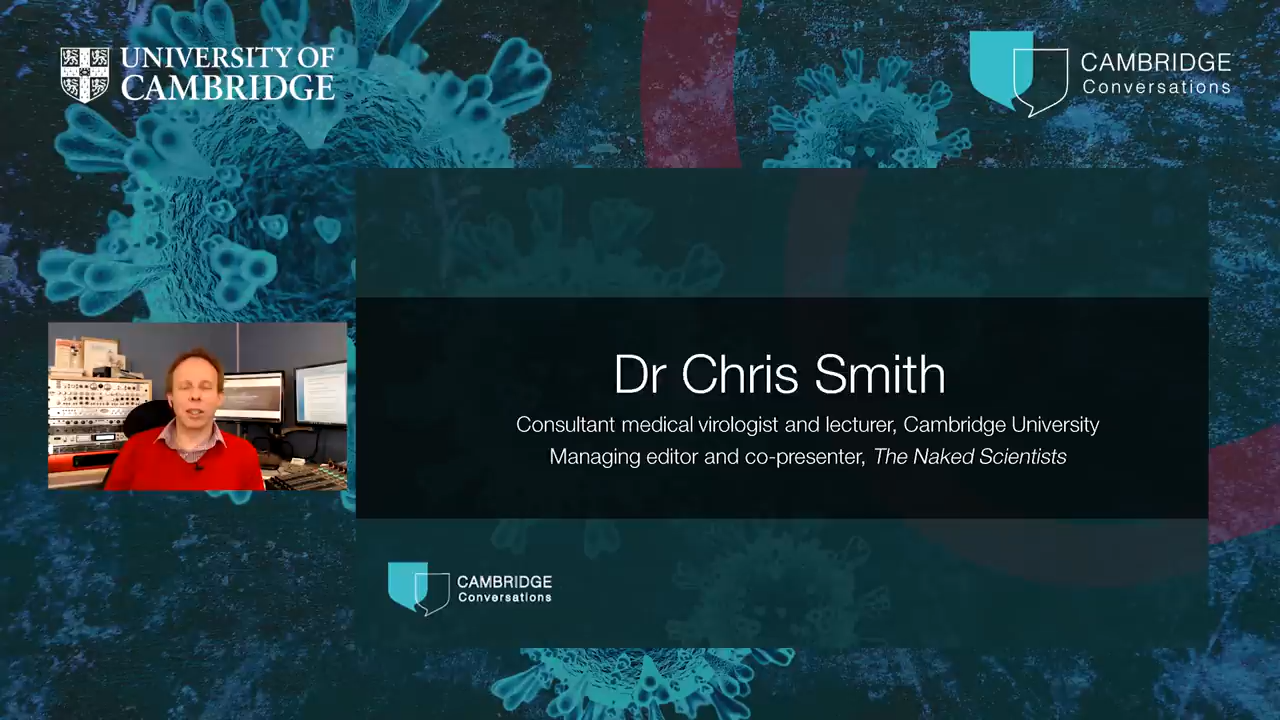 UNIVERSITY OF
CAMBRIDGE
CAMBRIDGE
Conversations
Dr Chris Smith
Consultant medical virologist and lecturer, Cambridge University
Managing editor and co-presenter, The Naked Scientists
CAMBRIDGE
Conversations